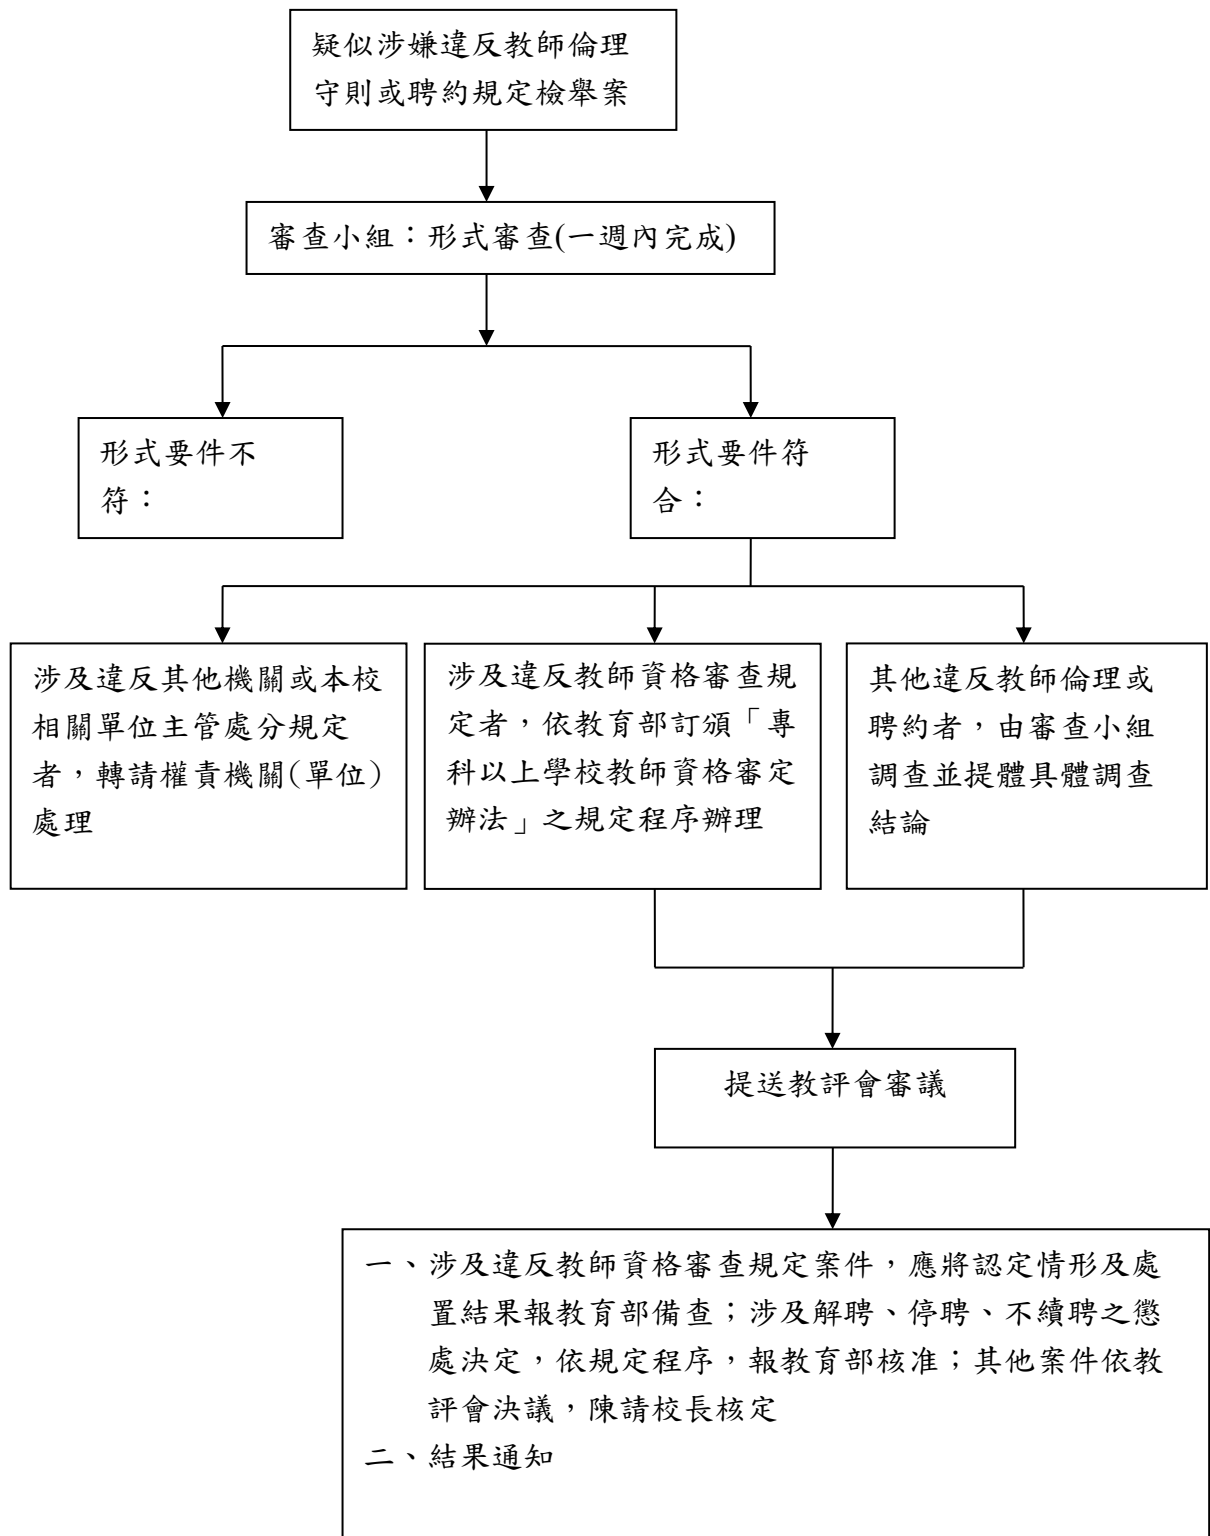 疑似涉嫌違反教師倫理
守則或聘約規定檢舉案
審查小組：形式審查(一週內完成)
形式要件不
符：
形式要件符
合：
涉及違反其他機關或本校
相關單位主管處分規定
者，轉請權責機關(單位)
處理
涉及違反教師資格審查規
定者，依教育部訂頒「專
科以上學校教師資格審定
辦法」之規定程序辦理
其他違反教師倫理或
聘約者，由審查小組
調查並提體具體調查
結論
提送教評會審議
一、涉及違反教師資格審查規定案件，應將認定情形及處
置結果報教育部備查；涉及解聘、停聘、不續聘之懲
處決定，依規定程序，報教育部核准；其他案件依教
評會決議，陳請校長核定
二、結果通知